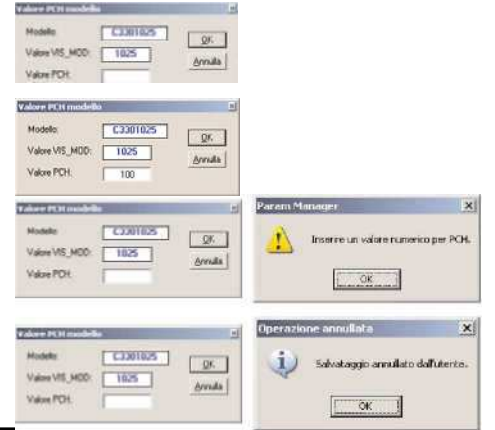 Valore PCH modello
Modello: C3301025
Valore VIS_MOD: 1025
Valore PCH:
OK
Annulla
Valore PCH modello
Modello: C3301025
Valore VIS_MOD: 1025
Valore PCH: 100
OK
Annulla
Valore PCH modello
Modello: C3301025
Valore VIS_MOD: 1025
Valore PCH:
OK
Annulla
Param Manager
Inserire un valore numerico per PCH.
OK
Valore PCH modello
Modello: C3301025
Valore VIS_MOD: 1025
Valore PCH:
OK
Annulla
Operazione annullata
Salvataggio annullato dall'utente.
OK